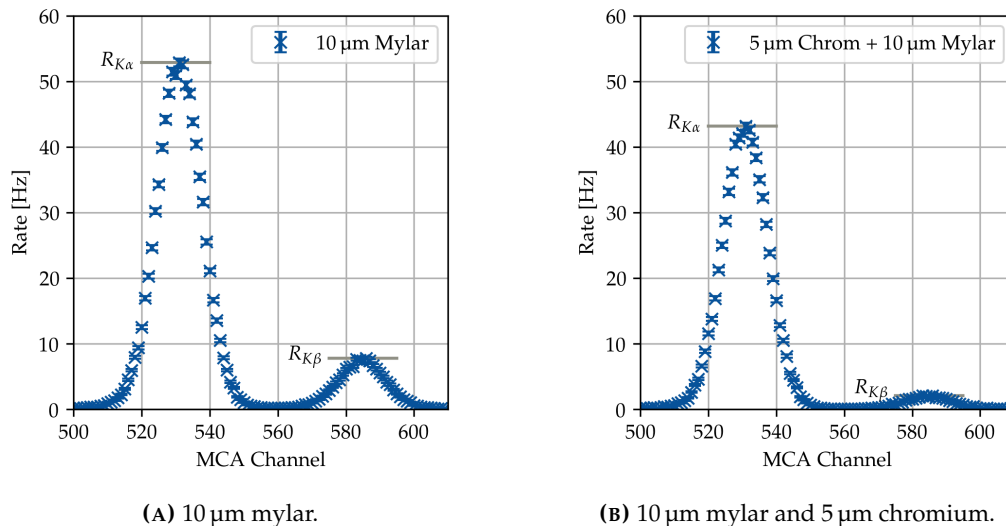 60
50
40
30
20
10
0
Rate [Hz]
R_{Kα}
10 µm Mylar
R_{Kβ}
500 520 540 560 580 600
MCA Channel
(A) 10 µm mylar.
60
50
40
30
20
10
0
Rate [Hz]
R_{Kα}
5 µm Chrom + 10 µm Mylar
R_{Kβ}
500 520 540 560 580 600
MCA Channel
(B) 10 µm mylar and 5 µm chromium.